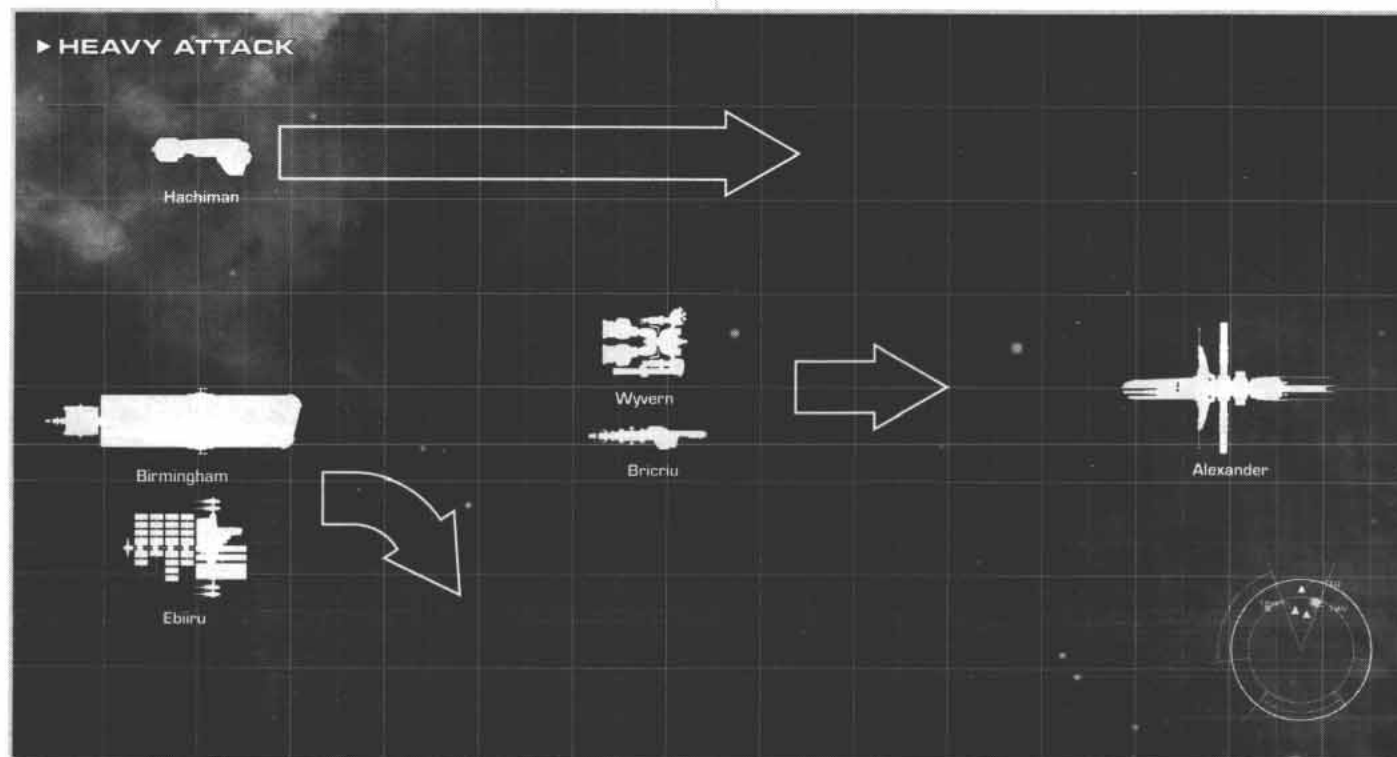 HEAVY ATTACK
Hachiman
Wyvern
Bricriu
Birmingham
Alexander
Ebiiru